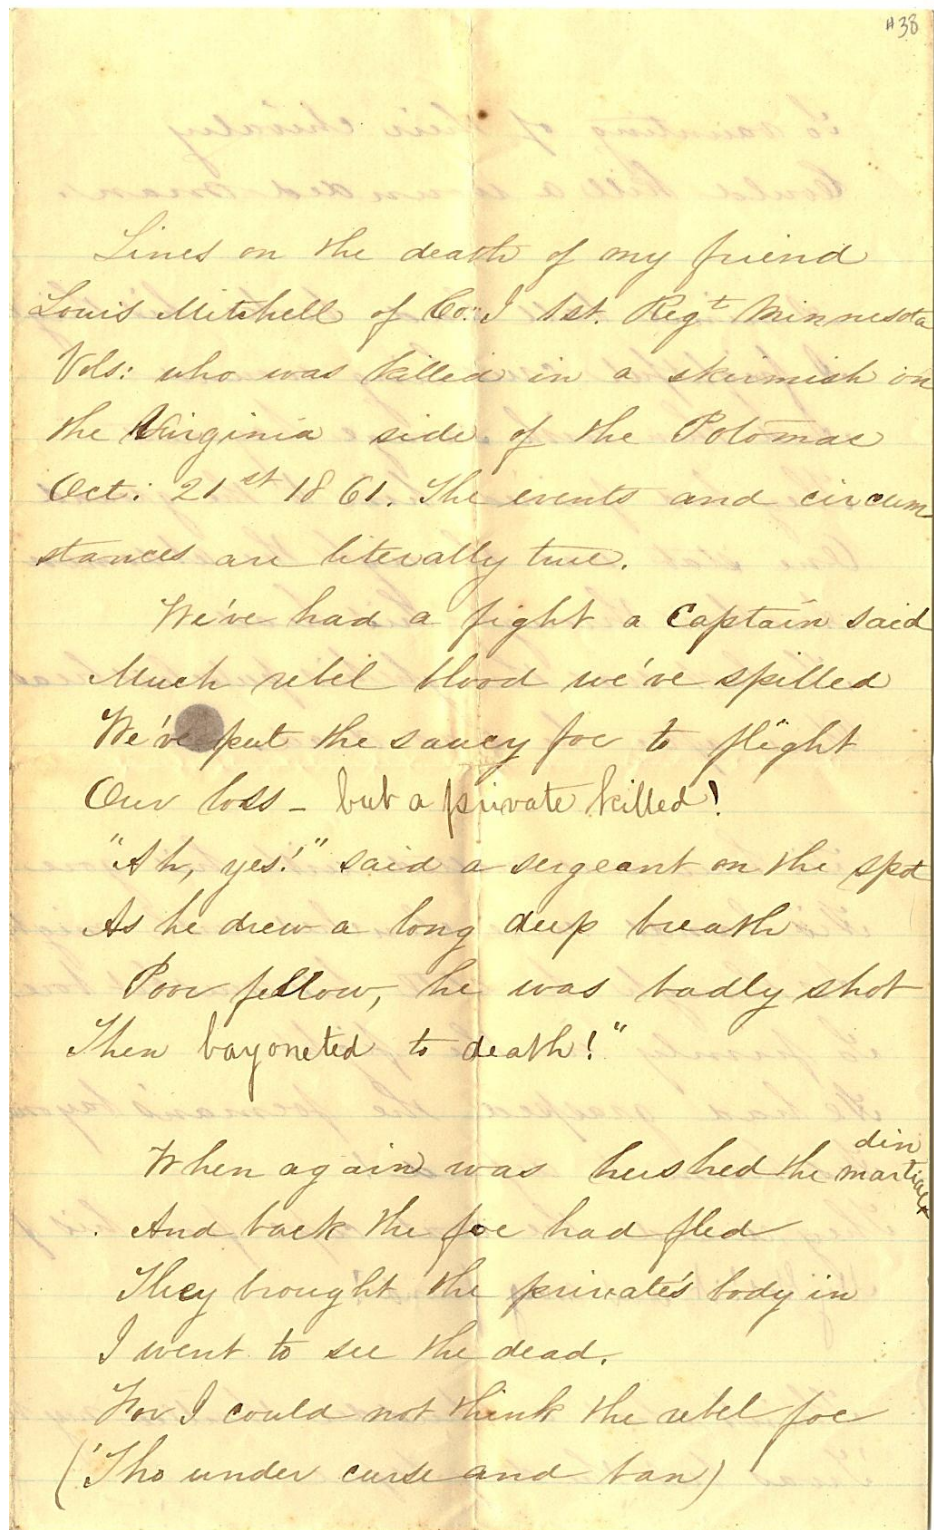 #38
Lines on the death of my friend
Louis Mitchell of Co: I 1st. Regt Minnesota
Vols: who was killed in a skirmish on
the Virginia side of the Potomac
Oct: 21st 1861. The events and circum-
stances are literally true.
We've had a fight a Captain said
Much rebel blood we've spilled
We've put the saucy foe to flight
Our loss – but a private killed!
"Ah, yes!" said a sergeant on the spot
As he drew a long deep breath
Poor fellow, he was badly shot
Then bayoneted to death!"
When again was hushed the martial din
And back the foe had fled
They brought the private's body in
I went to see the dead.
For I could not think the rebel foe
('Tho under curse and ban)